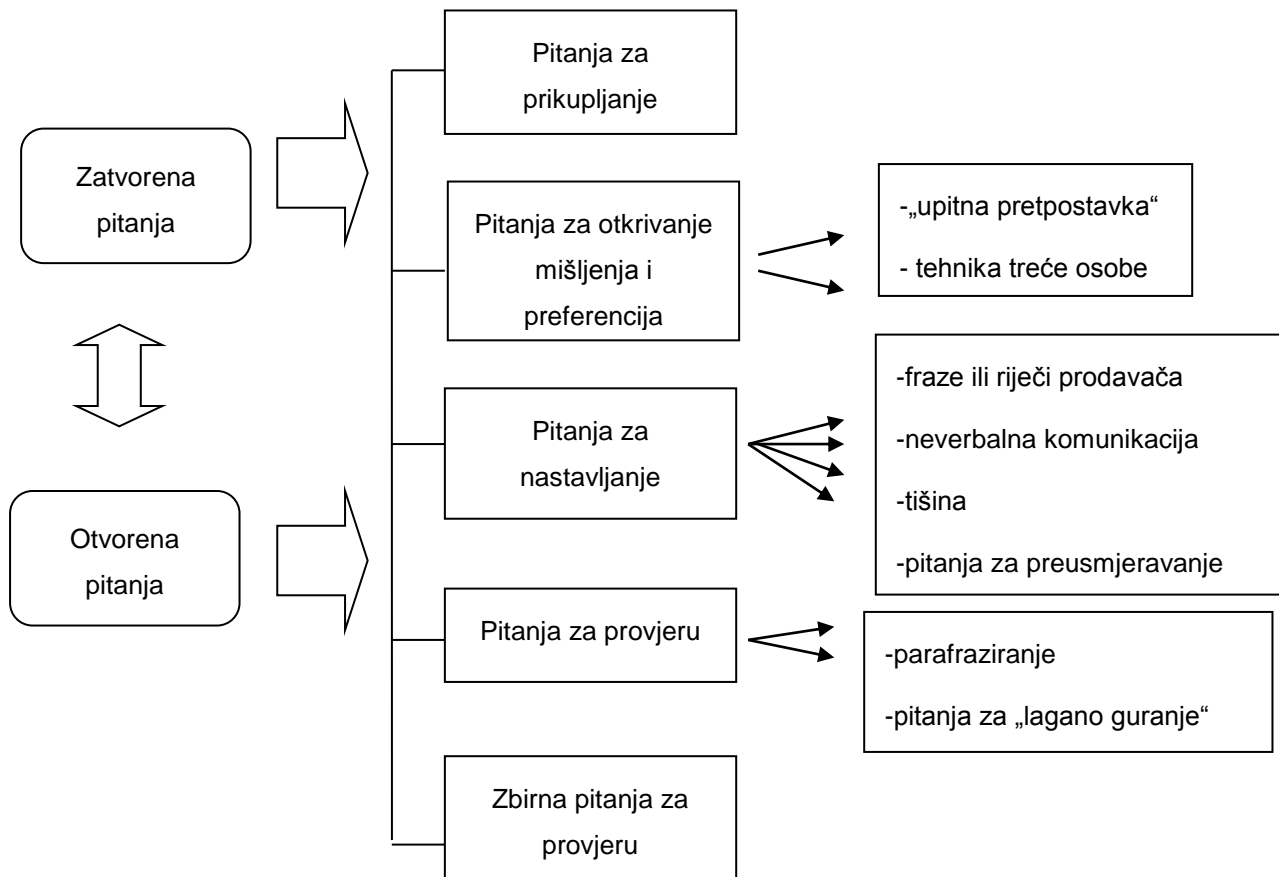 Zatvorena
pitanja
Otvorena
pitanja
Pitanja za
prikupljanje
Pitanja za otkrivanje
mišljenja i
preferencija
Pitanja za
nastavljanje
Pitanja za provjeru
Zbirna pitanja za
provjeru
-„upitna pretpostavka“
- tehnika treće osobe
-fraze ili riječi prodavača
-neverbalna komunikacija
-tišina
-pitanja za preusmjeravanje
-parafraziranje
-pitanja za „lagano guranje“